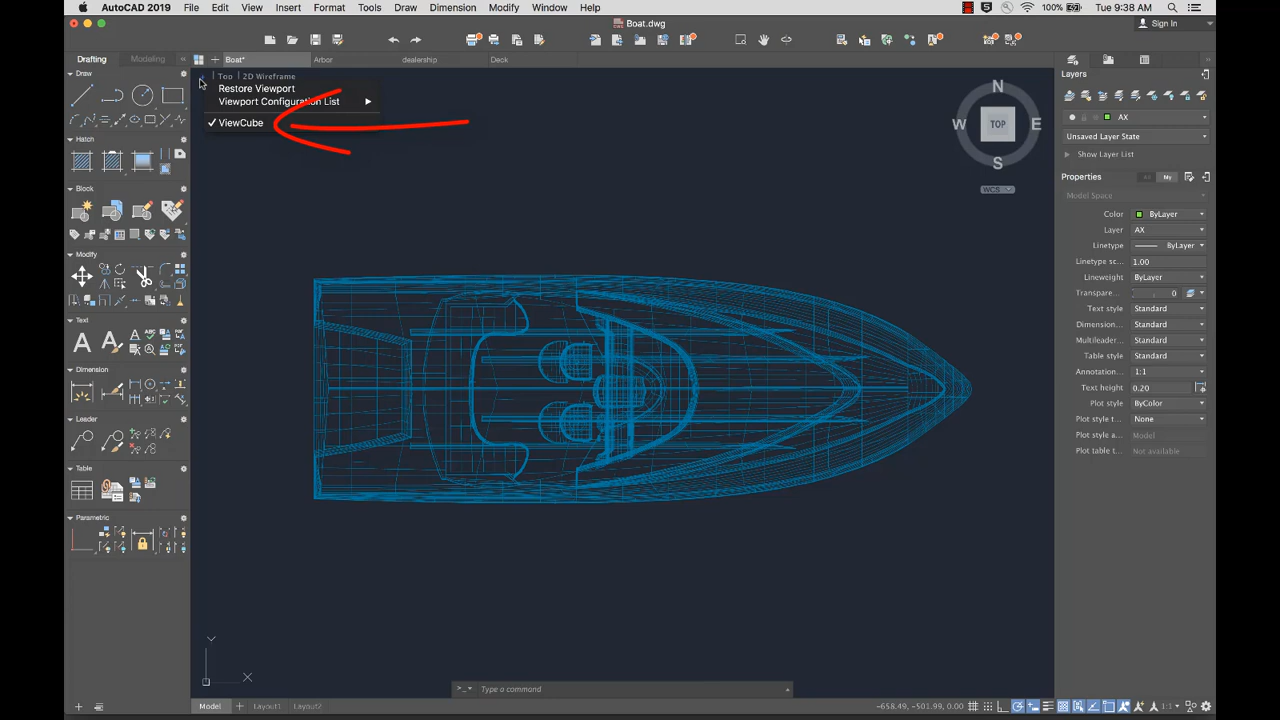 AutoCAD 2019 File Edit View Insert Format Tools Draw Dimension Modify Window Help 100% Tue 9:38 AM
Boat.dwg
Sign In
Drafting Modeling Boat* Arbor dealership Deck
Draw
Hatch
Block
Modify
Text
Dimension
Leader
Table
Parametric
Top 2D Wireframe
Restore Viewport
Viewport Configuration List
✓ ViewCube
N
W TOP E
S
WCS
Y
X
>_ Type a command
Layers
AX
Unsaved Layer State
Show Layer List
Properties
All My
Model Space
Color ByLayer
Layer AX
Linetype ByLayer
Linetype sc... 1.00
Lineweight ByLayer
Transpare... 0
Text style Standard
Dimension... Standard
Multileader... Standard
Table style Standard
Annotation... 1:1
Text height 0.20
Plot style ByColor
Plot style t... None
Plot style a... Model
Plot table t... Not available
Model Layout1 Layout2
-658.49, -501.99, 0.00 1:1